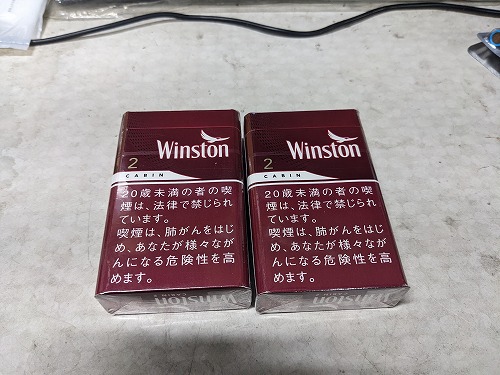 Winston
2
CABIN
20歳未満の者の喫
煙は、法律で禁じられ
ています。
喫煙は、肺がんをはじ
め、あなたが様々なが
んになる危険性を高
めます。
Winston
Winston
2
CABIN
20歳未満の者の喫
煙は、法律で禁じられ
ています。
喫煙は、肺がんをはじ
め、あなたが様々なが
んになる危険性を高
めます。
Winston